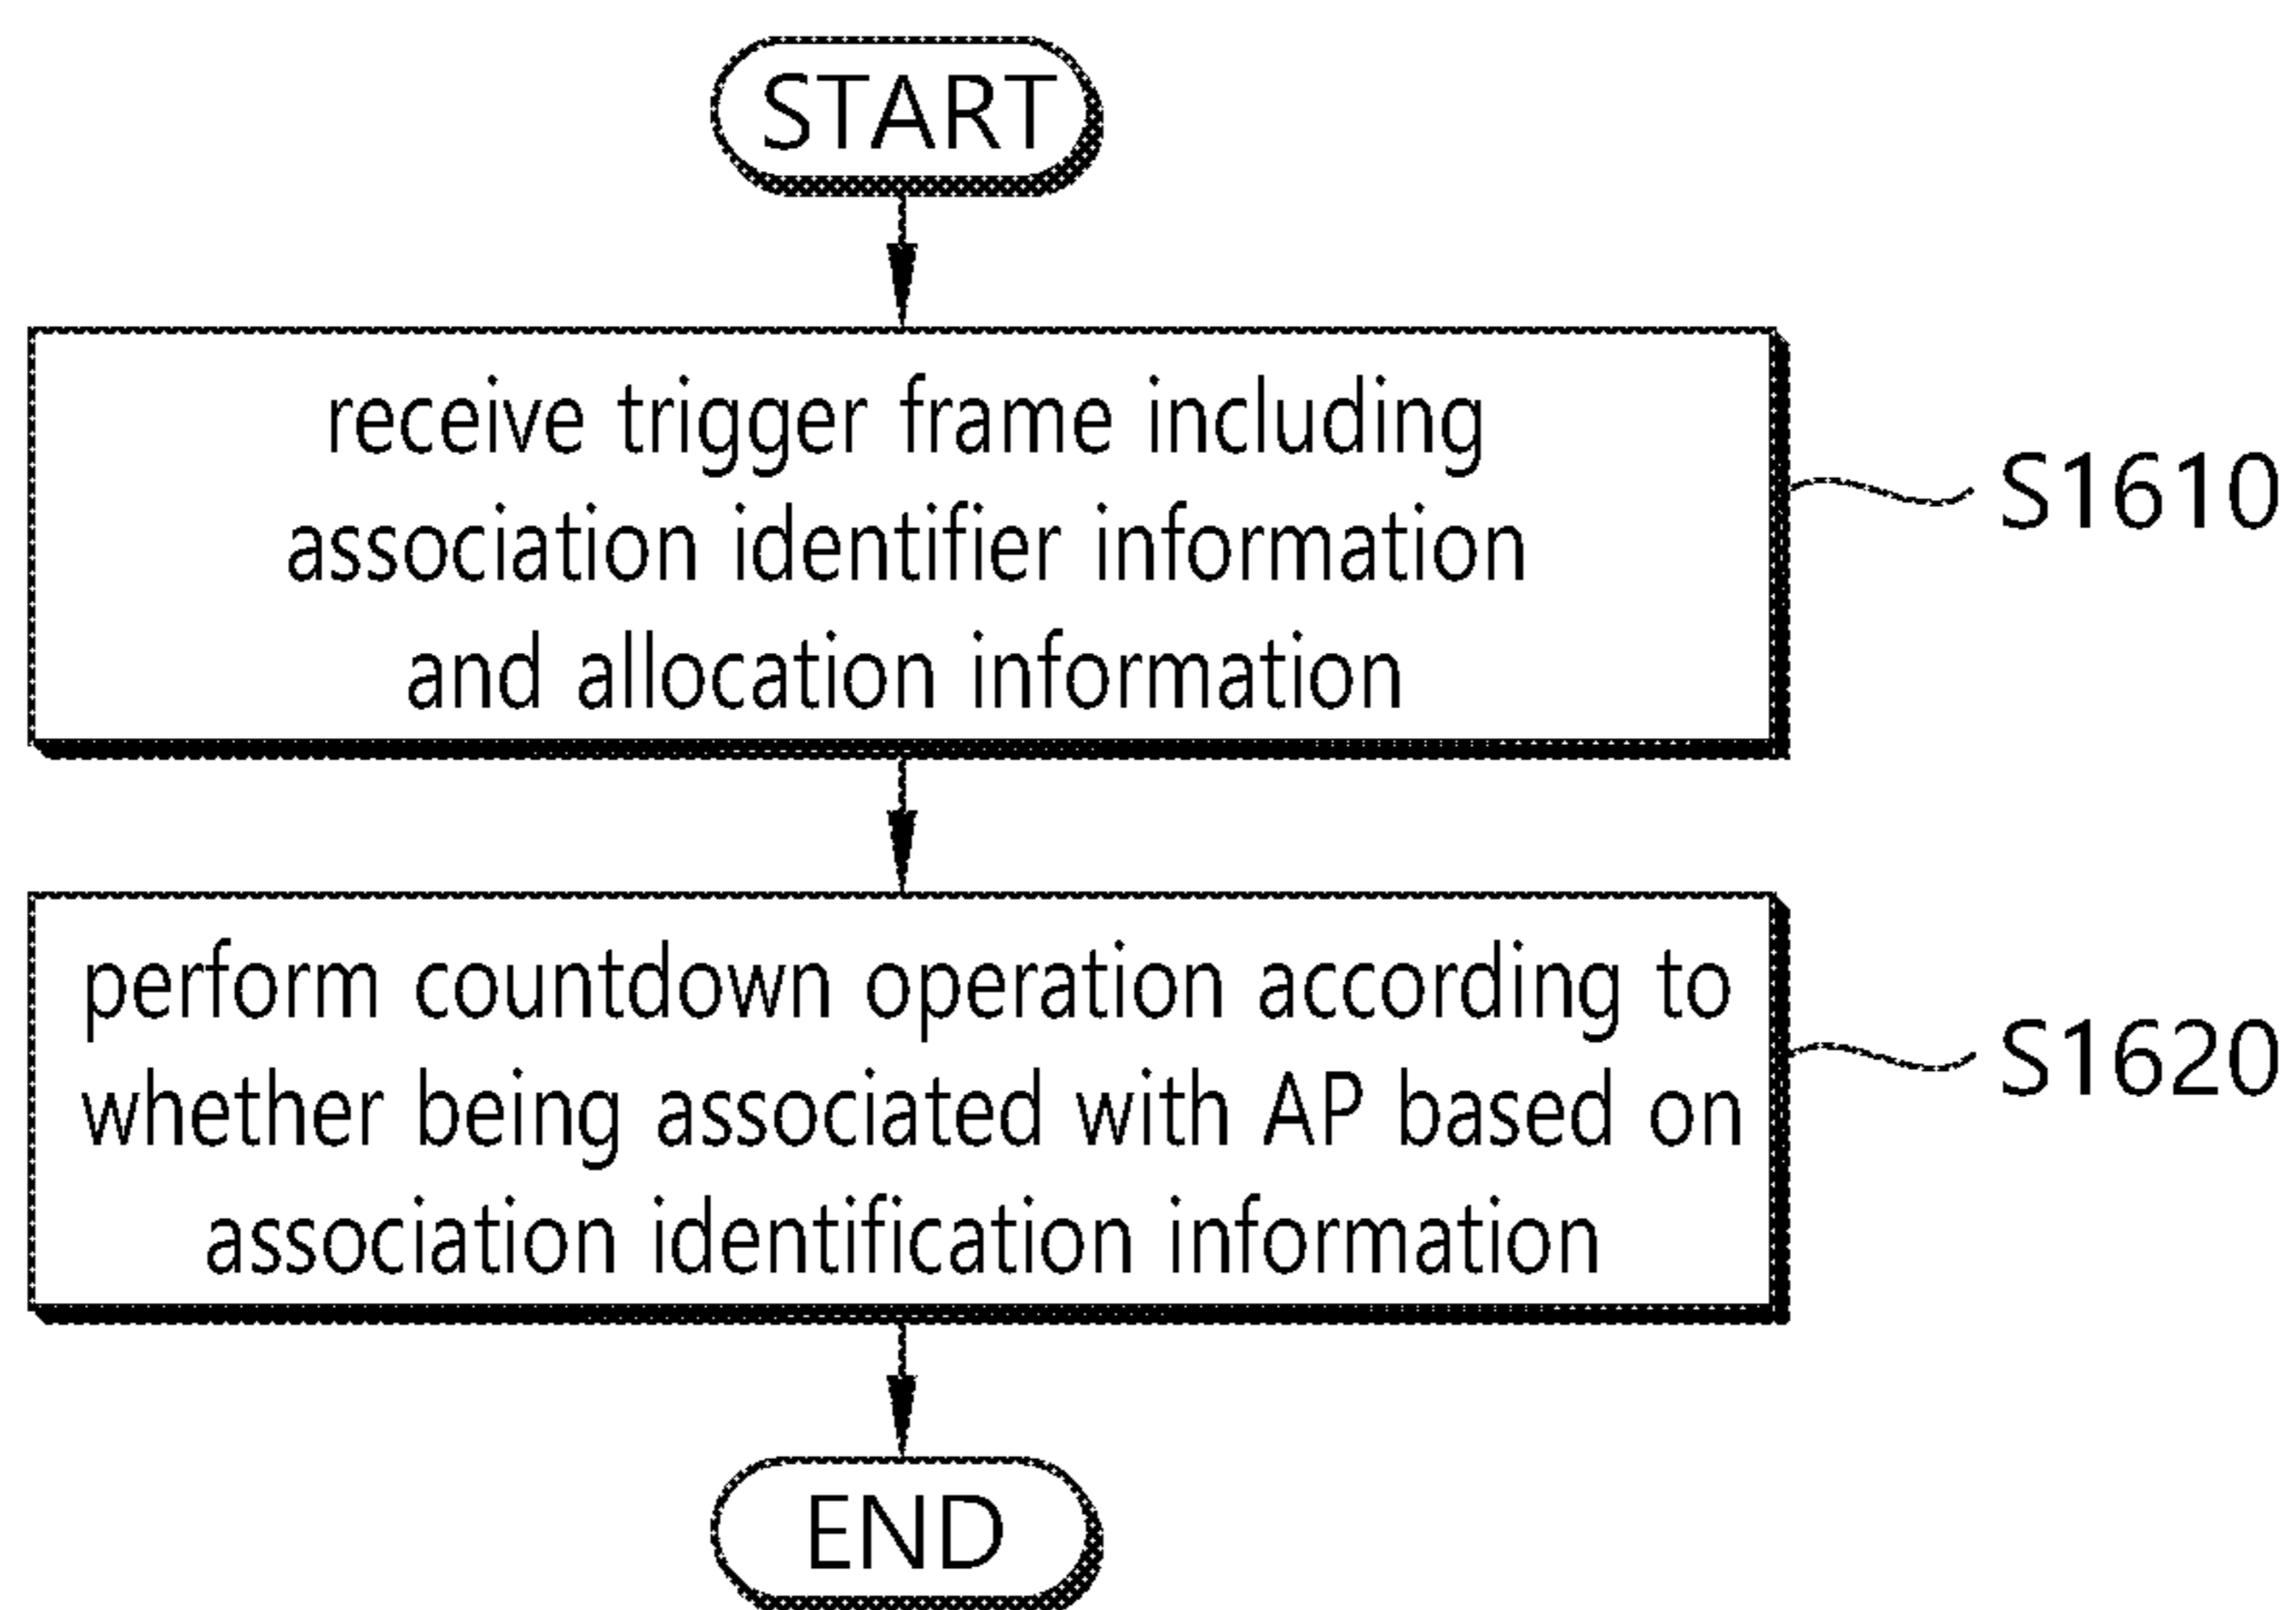 START
receive trigger frame including
association identifier information
and allocation information
S1610
perform countdown operation according to
whether being associated with AP based on
association identification information
S1620
END